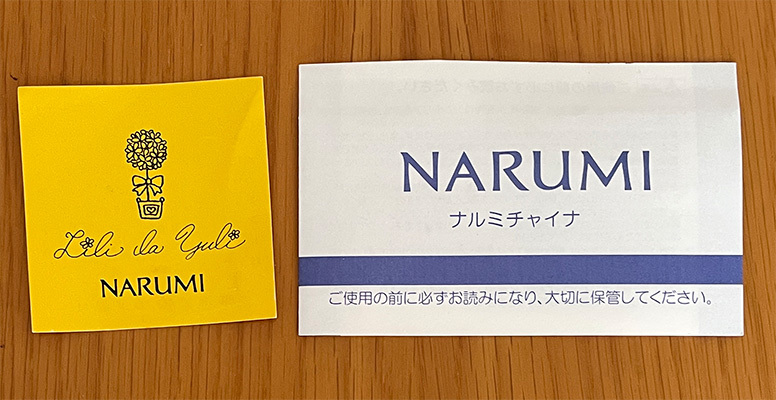 Lili da Yuli
NARUMI
NARUMI
ナルミチャイナ
ご使用の前に必ずお読みになり、大切に保管してください。